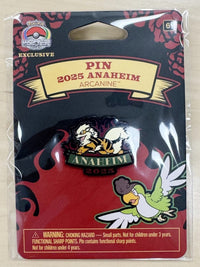 EXCLUSIVE
PIN
2025 ANAHEIM
ARCANINE
ANAHEIM
2025
WARNING: CHOKING HAZARD — Small parts. Not for children under 3 years.
FUNCTIONAL SHARP POINTS. Pin contains functional sharp points.
Not for children under 4 years.